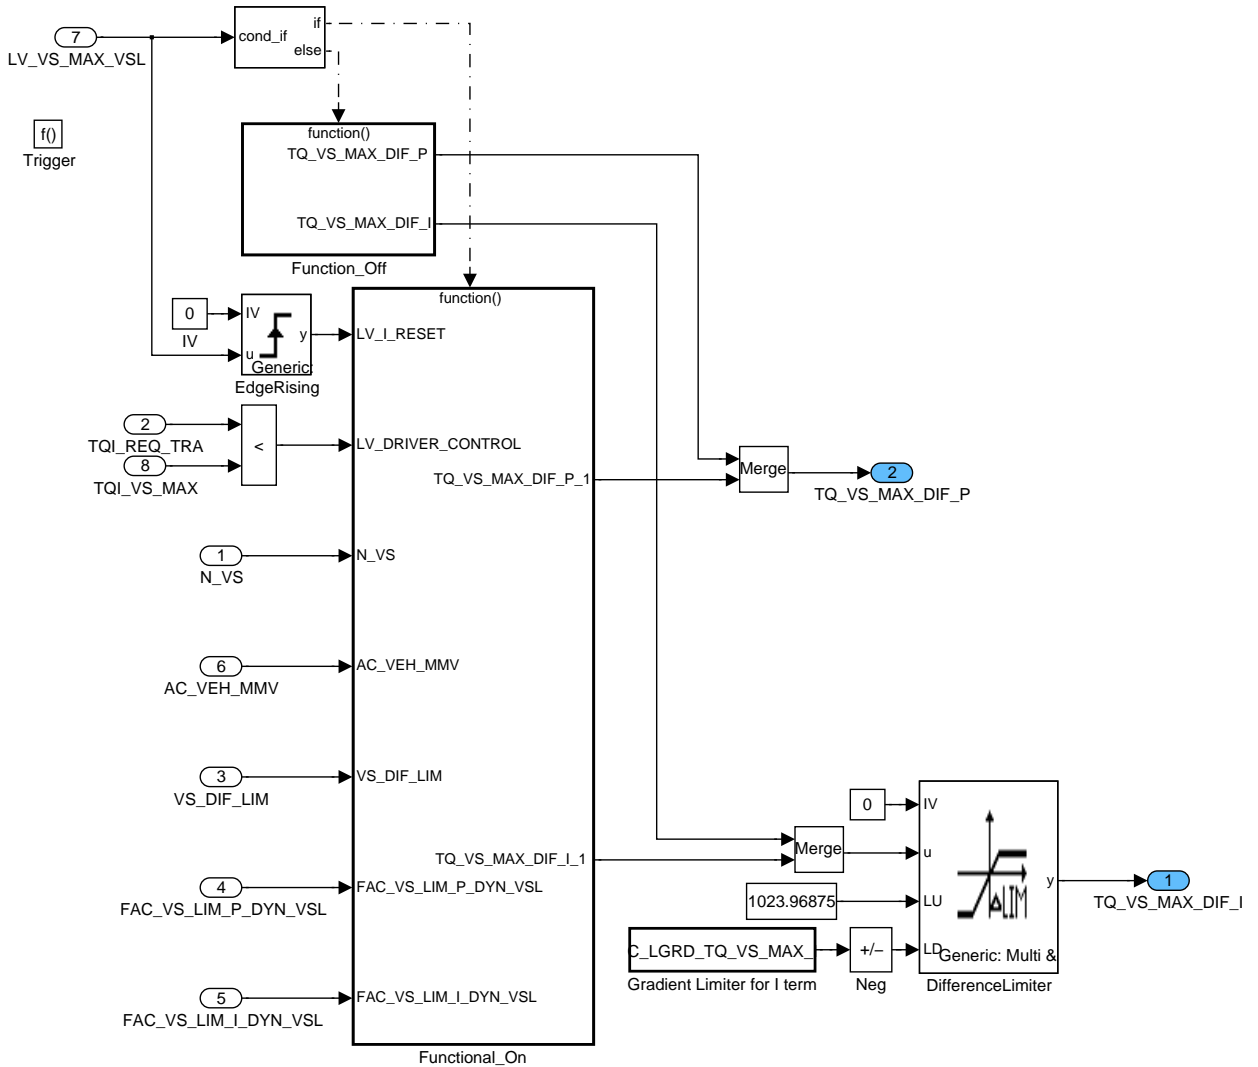 7
LV_VS_MAX_VSL
cond_if
if
else
f()
Trigger
function()
TQ_VS_MAX_DIF_P
TQ_VS_MAX_DIF_I
Function_Off
0
IV
IV
u
y
Generic:
EdgeRising
function()
LV_I_RESET
2
TQI_REQ_TRA
8
TQI_VS_MAX
<
LV_DRIVER_CONTROL
TQ_VS_MAX_DIF_P_1
Merge
2
TQ_VS_MAX_DIF_P
1
N_VS
N_VS
6
AC_VEH_MMV
AC_VEH_MMV
3
VS_DIF_LIM
VS_DIF_LIM
TQ_VS_MAX_DIF_I_1
4
FAC_VS_LIM_P_DYN_VSL
FAC_VS_LIM_P_DYN_VSL
5
FAC_VS_LIM_I_DYN_VSL
FAC_VS_LIM_I_DYN_VSL
Functional_On
Merge
0
1023.96875
C_LGRD_TQ_VS_MAX_
Gradient Limiter for I term
+/−
Neg
IV
u
LU
LD
y
ΔLIM
Generic: Multi &
DifferenceLimiter
1
TQ_VS_MAX_DIF_I